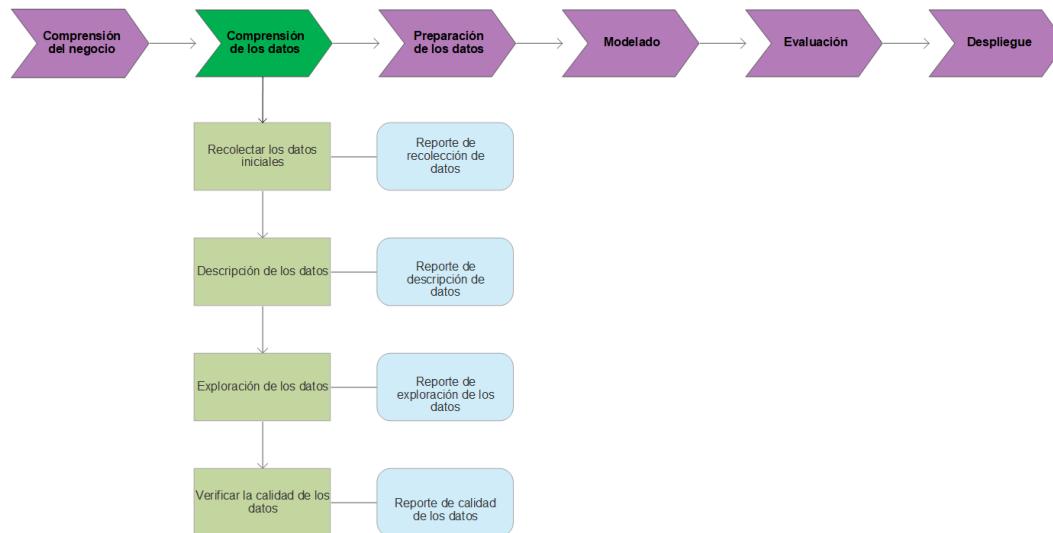 Comprensión
del negocio
Comprensión
de los datos
Preparación
de los datos
Modelado
Evaluación
Despliegue
Recolectar los datos
iniciales
Reporte de
recolección de
datos
Descripción de los datos
Reporte de
descripción de
datos
Exploración de los datos
Reporte de
exploración de los
datos
Verificar la calidad de los
datos
Reporte de calidad
de los datos